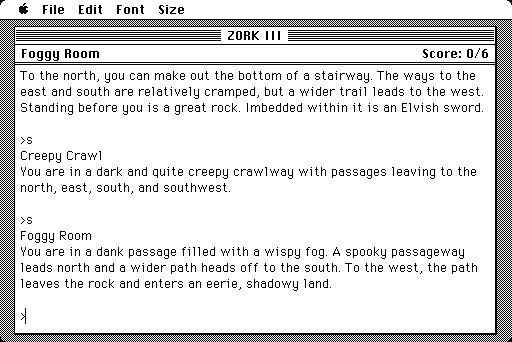 File Edit Font Size
ZORK III
Foggy Room Score: 0/6
To the north, you can make out the bottom of a stairway. The ways to the
east and south are relatively cramped, but a wider trail leads to the west.
Standing before you is a great rock. Imbedded within it is an Elvish sword.
>s
Creepy Crawl
You are in a dark and quite creepy crawlway with passages leaving to the
north, east, south, and southwest.
>s
Foggy Room
You are in a dank passage filled with a wispy fog. A spooky passageway
leads north and a wider path heads off to the south. To the west, the path
leaves the rock and enters an eerie, shadowy land.
>